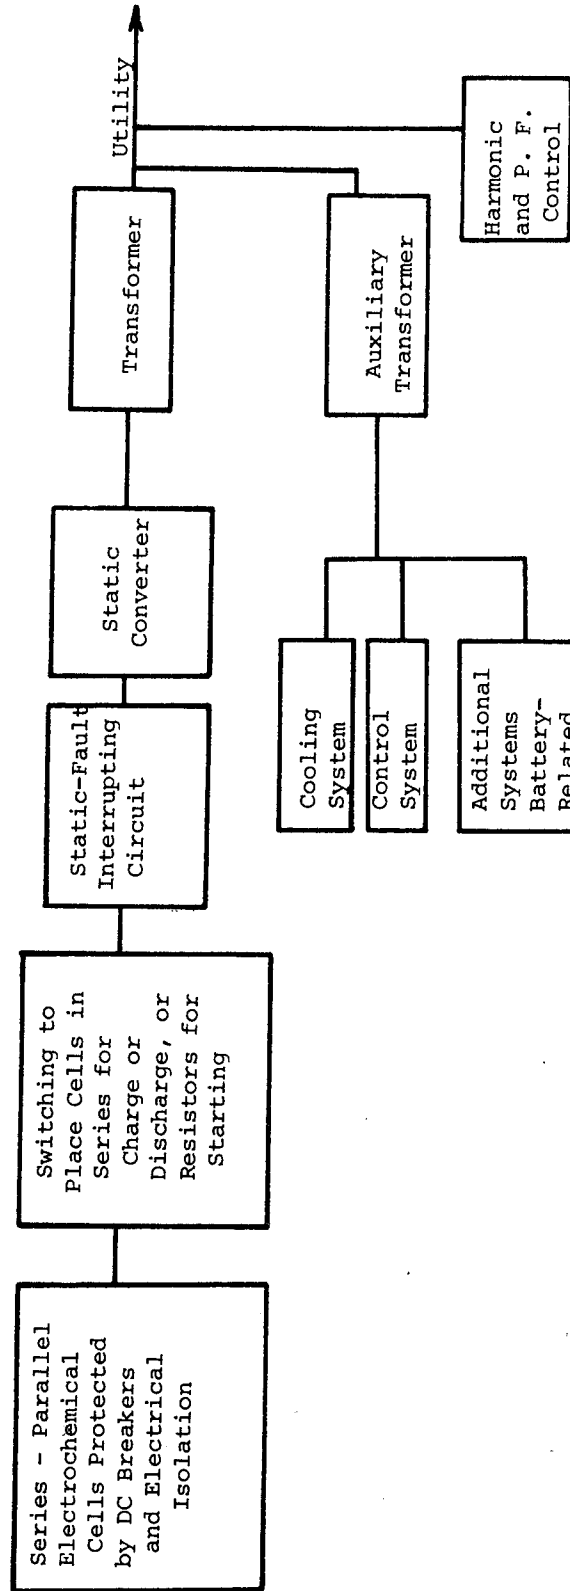 Series - Parallel
Electrochemical
Cells Protected
by DC Breakers
and Electrical
Isolation
Switching to
Place Cells in
Series for
Charge or
Discharge, or
Resistors for
Starting
Static-Fault
Interrupting
Circuit
Static
Converter
Transformer
Utility
Cooling
System
Control
System
Additional
Systems
Battery-
Related
Auxiliary
Transformer
Harmonic
and P. F.
Control